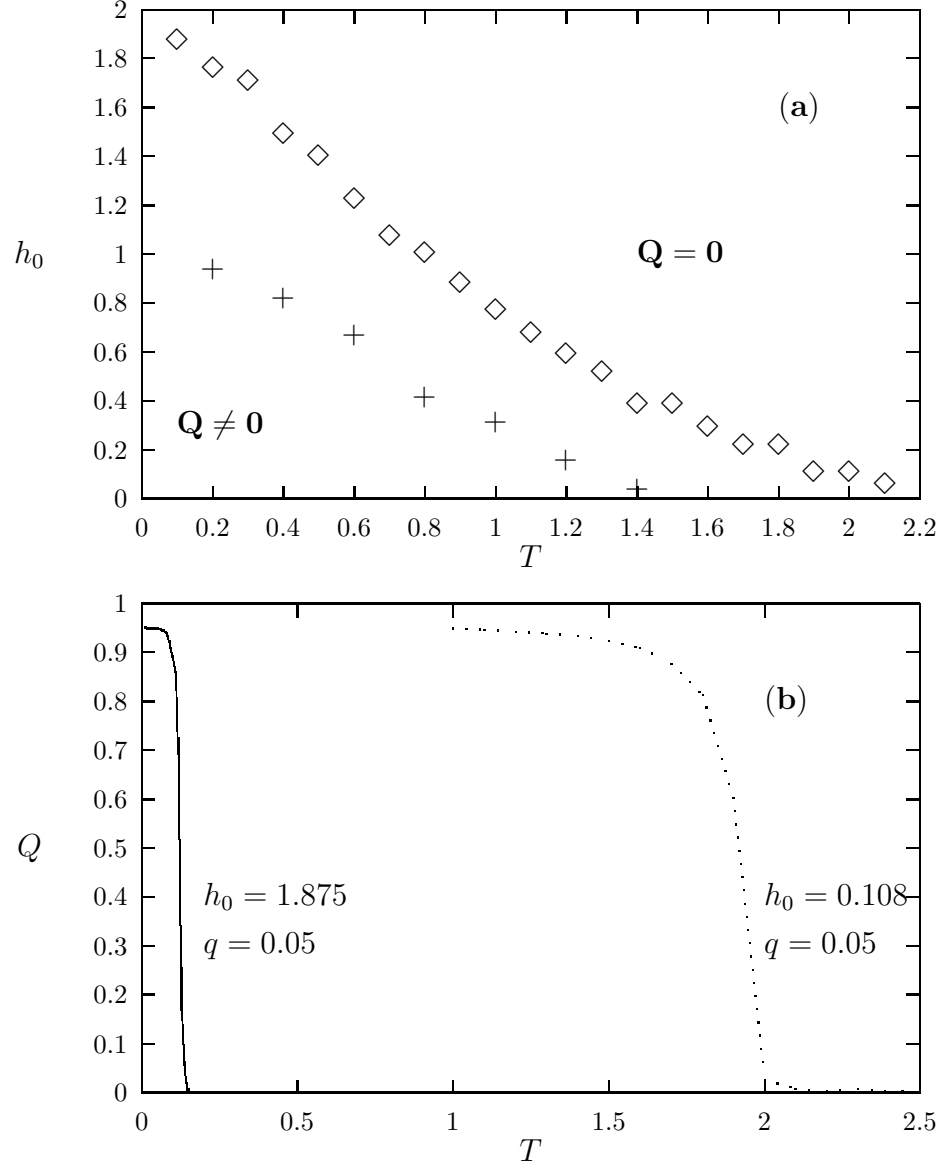 2
1.8
1.6
(a)
1.4
1.2
h₀
1
Q = 0
0.8
0.6
0.4
Q ≠ 0
0.2
0
0 0.2 0.4 0.6 0.8 1 1.2 1.4 1.6 1.8 2 2.2
T
1
0.9
0.8
(b)
0.7
0.6
Q
0.5
0.4
h₀ = 1.875 h₀ = 0.108
0.3
q = 0.05 q = 0.05
0.2
0.1
0
0 0.5 1 1.5 2 2.5
T